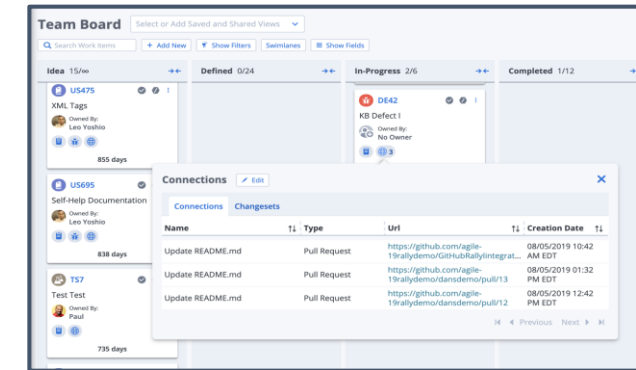 Team Board Select or Add Saved and Shared Views
Search Work Items + Add New Show Filters Swimlanes Show Fields
Idea 15/∞ Defined 0/24 In-Progress 2/6 Completed 1/12
US475
XML Tags
Owned By:
Leo Yoshio
855 days
US695
Self-Help Documentation
Owned By:
Leo Yoshio
838 days
TS7
Test Test
Owned By:
Paul
735 days
DE42
KB Defect I
Owned By:
No Owner
3
Connections Edit
Connections Changesets
Name Type Url Creation Date
Update README.md Pull Request https://github.com/agile-19rallydemo/GitHubRallyIintegrat... 08/05/2019 10:42 AM EDT
Update README.md Pull Request https://github.com/agile-19rallydemo/dansdemo/pull/13 08/05/2019 01:32 PM EDT
Update README.md Pull Request https://github.com/agile-19rallydemo/dansdemo/pull/12 08/05/2019 12:42 PM EDT
Previous Next